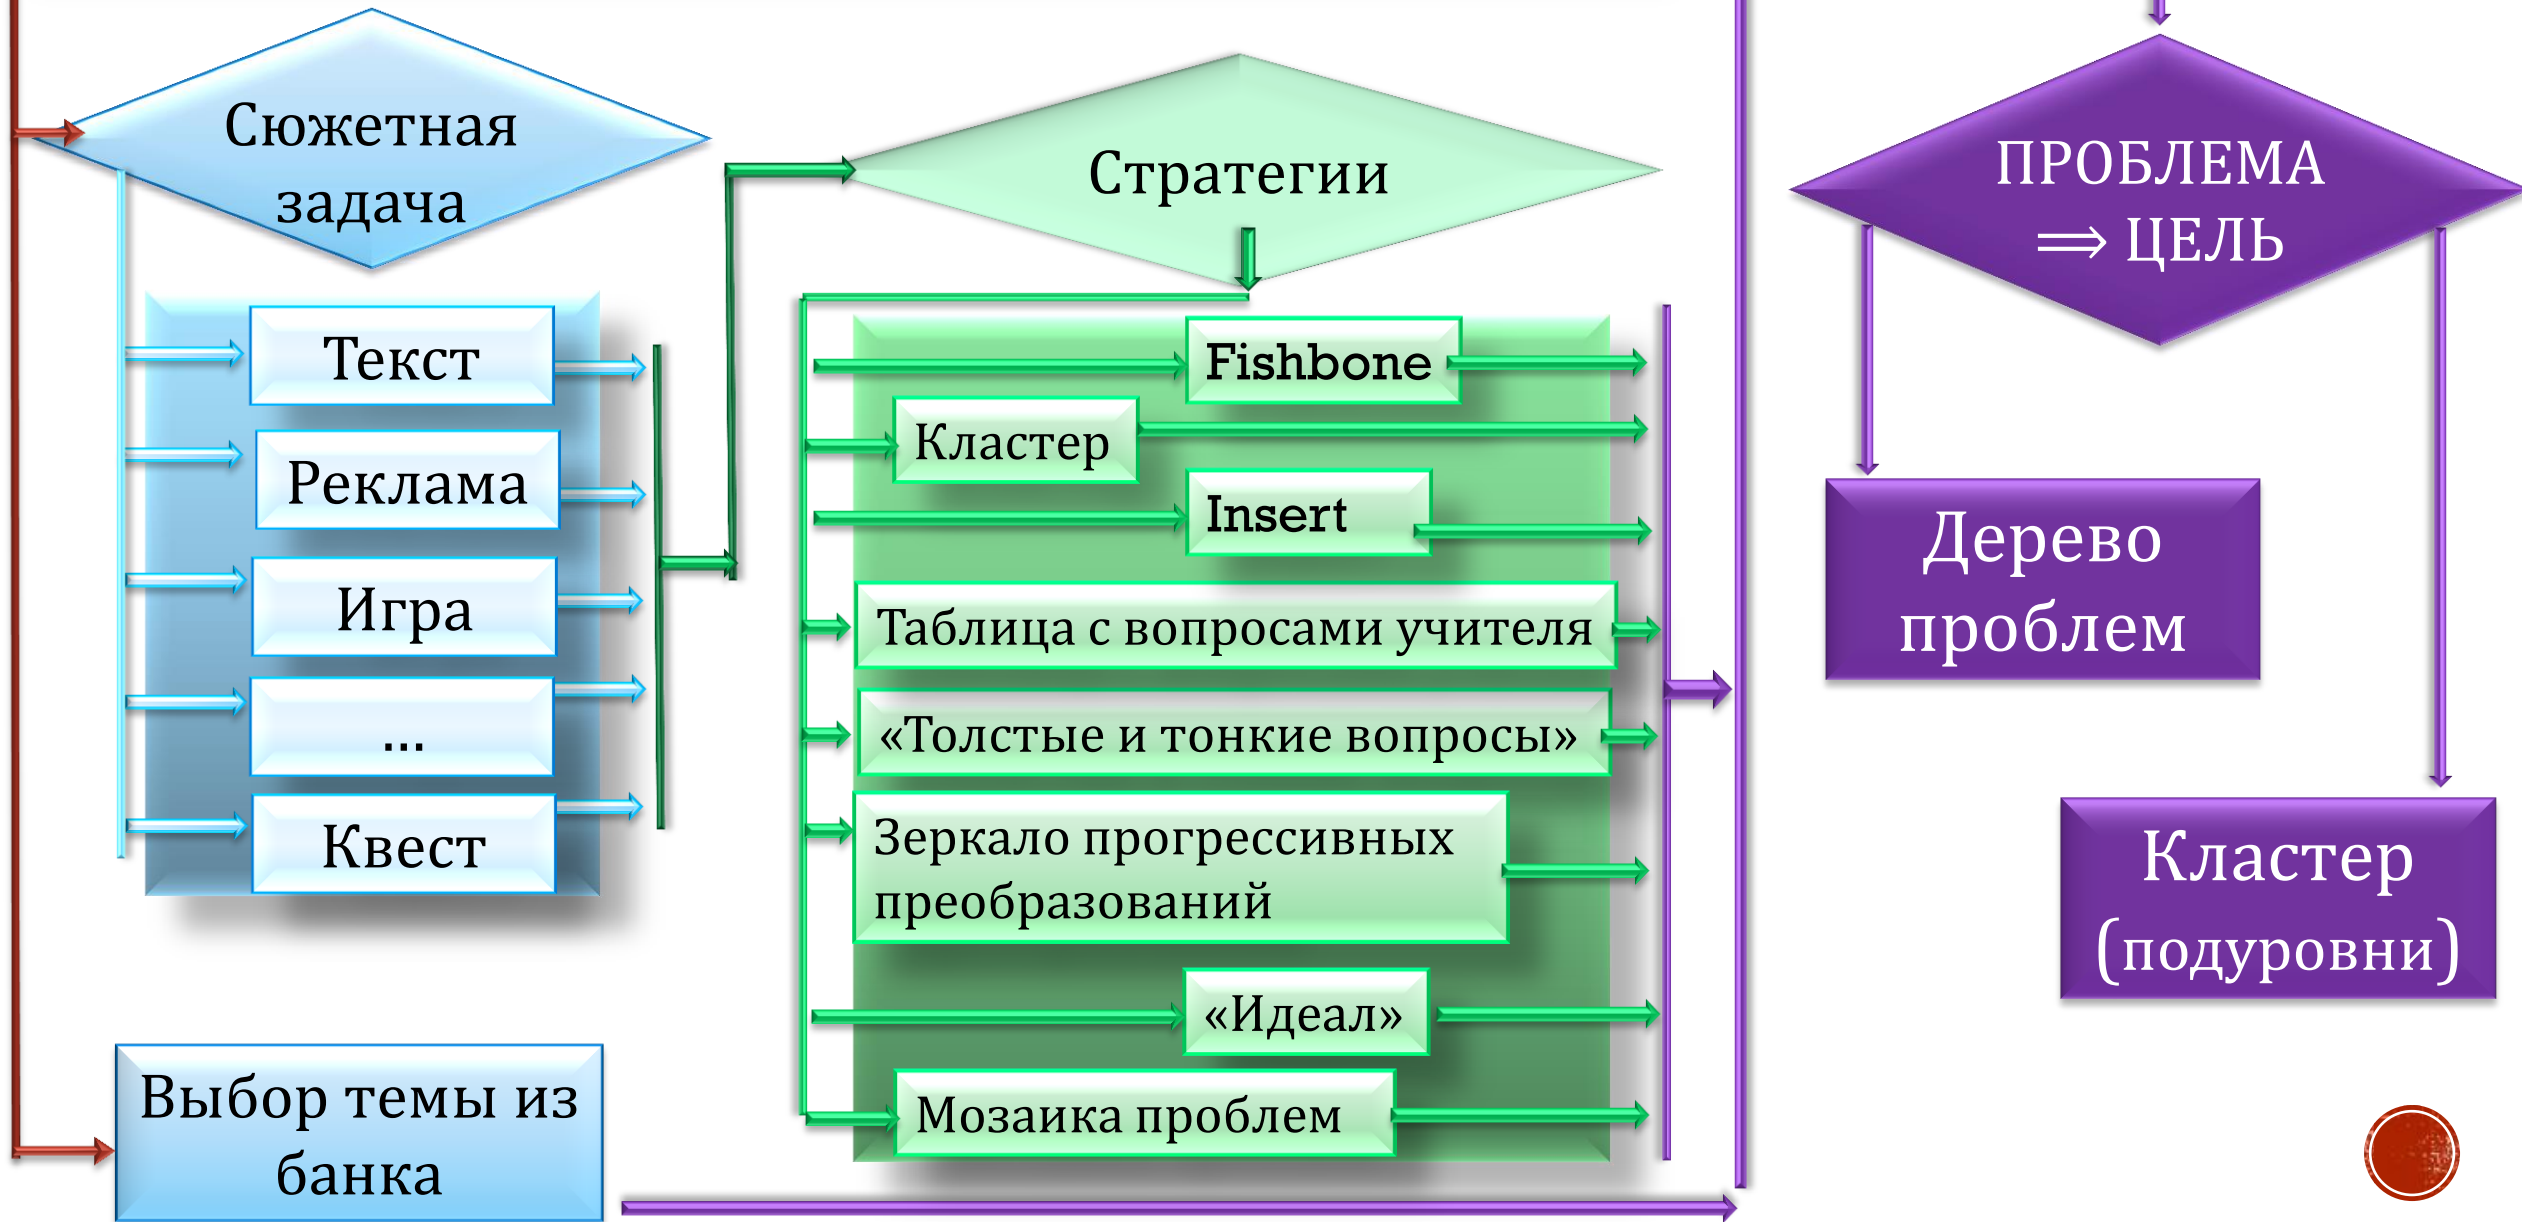 Сюжетная
задача
Текст
Реклама
Игра
...
Квест
Выбор темы из
банка
Стратегии
Fishbone
Кластер
Insert
Таблица с вопросами учителя
«Толстые и тонкие вопросы»
Зеркало прогрессивных
преобразований
«Идеал»
Мозаика проблем
ПРОБЛЕМА
⟹ ЦЕЛЬ
Дерево
проблем
Кластер
(подуровни)